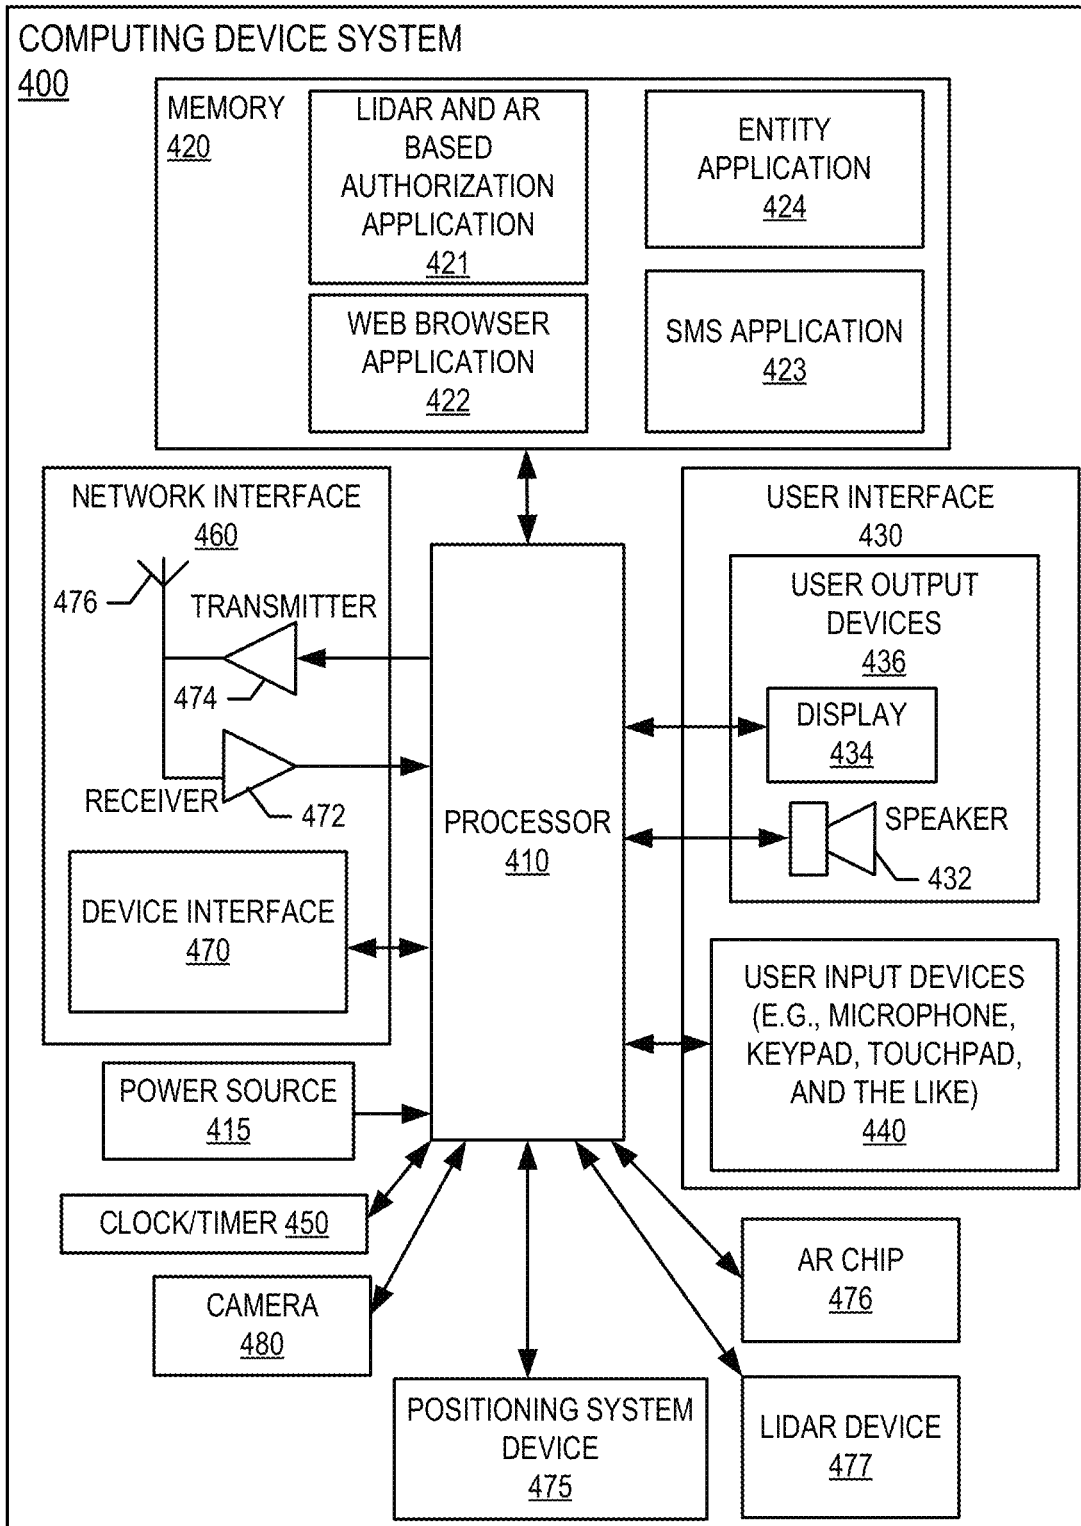 COMPUTING DEVICE SYSTEM
400
MEMORY
420
LIDAR AND AR
BASED
AUTHORIZATION
APPLICATION
421
ENTITY
APPLICATION
424
WEB BROWSER
APPLICATION
422
SMS APPLICATION
423
NETWORK INTERFACE
460
476
TRANSMITTER
474
RECEIVER
472
DEVICE INTERFACE
470
PROCESSOR
410
USER INTERFACE
430
USER OUTPUT
DEVICES
436
DISPLAY
434
SPEAKER
432
USER INPUT DEVICES
(E.G., MICROPHONE,
KEYPAD, TOUCHPAD,
AND THE LIKE)
440
POWER SOURCE
415
CLOCK/TIMER 450
CAMERA
480
POSITIONING SYSTEM
DEVICE
475
AR CHIP
476
LIDAR DEVICE
477